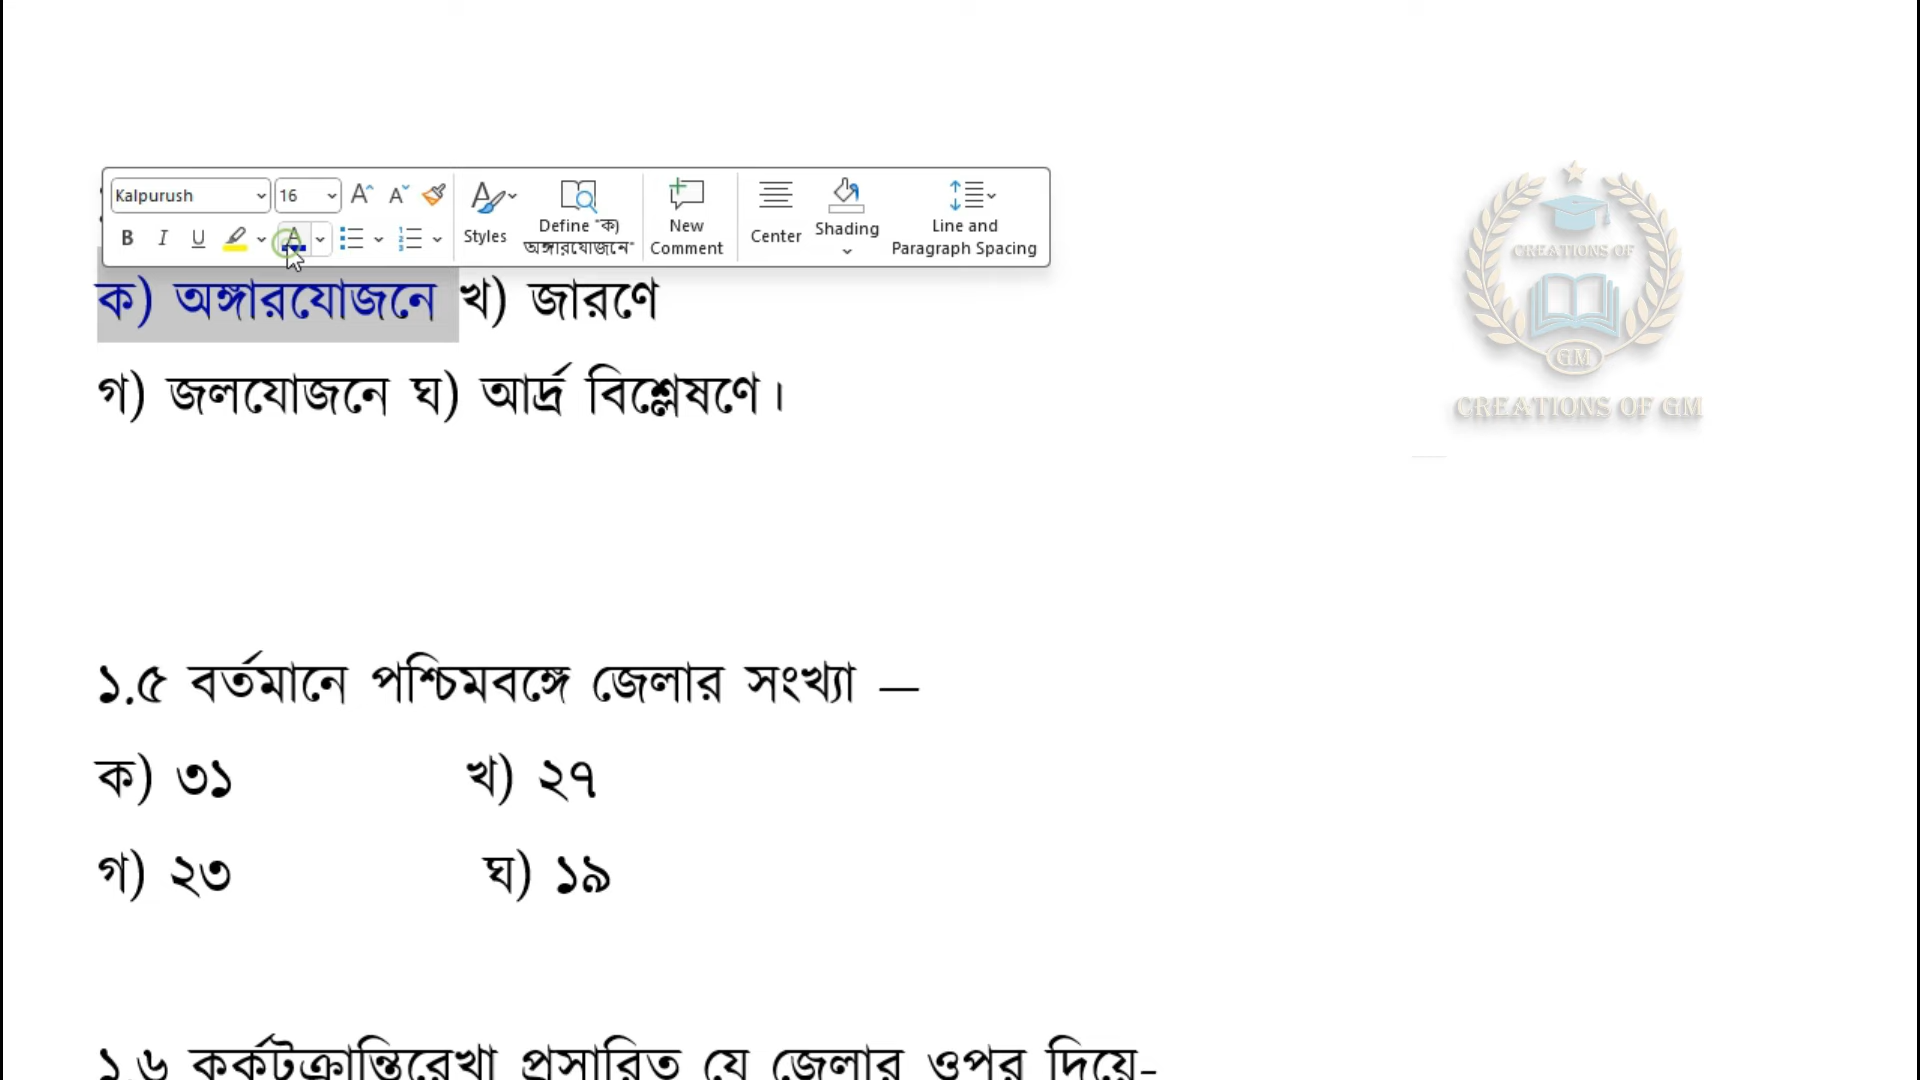 Kalpurush 16 Styles Define "ক) অঙ্গারযোজনে" New Comment Center Shading Line and Paragraph Spacing
B I U
ক) অঙ্গারযোজনে খ) জারণে
গ) জলযোজনে ঘ) আর্দ্র বিশ্লেষণে।
CREATIONS OF
GM
CREATIONS OF GM
১.৫ বর্তমানে পশ্চিমবঙ্গে জেলার সংখ্যা —
ক) ৩১ খ) ২৭
গ) ২৩ ঘ) ১৯
১.৬ কর্কটক্রান্তিরেখা প্রসারিত যে জেলার ওপর দিয়ে-